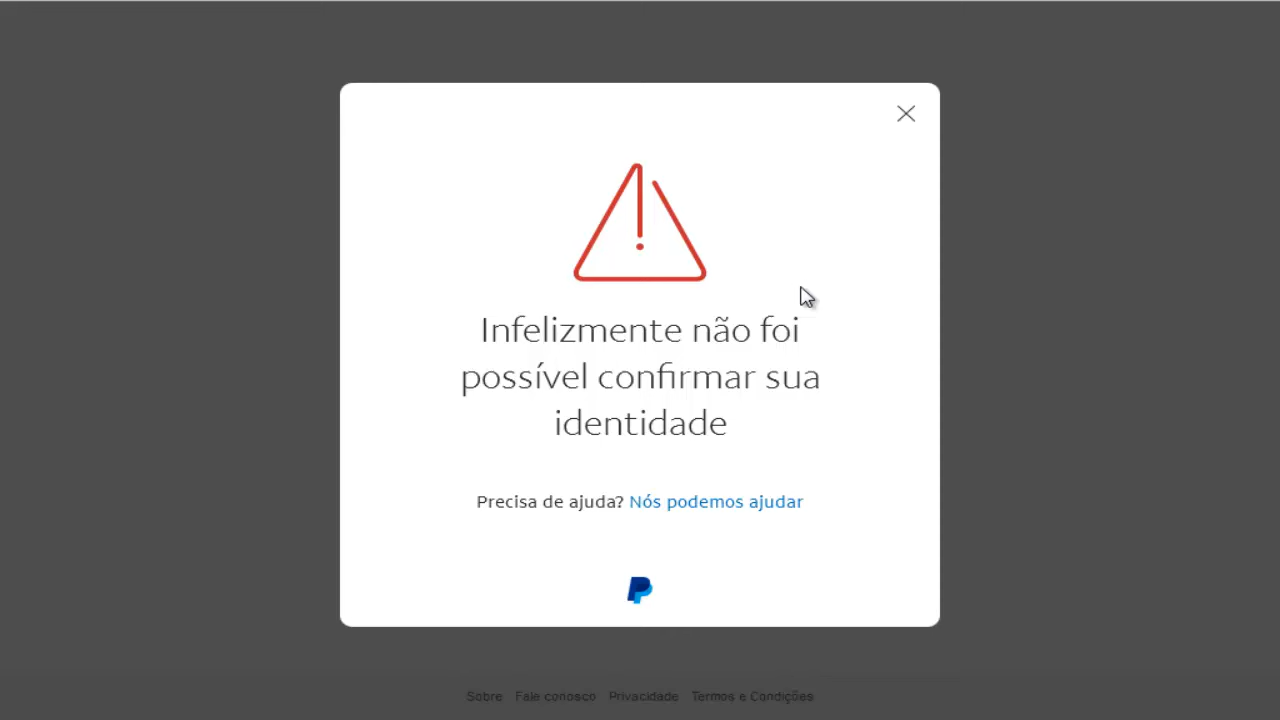 Infelizmente não foi
possível confirmar sua
identidade
Precisa de ajuda? Nós podemos ajudar
Sobre Fale conosco Privacidade Termos e Condições